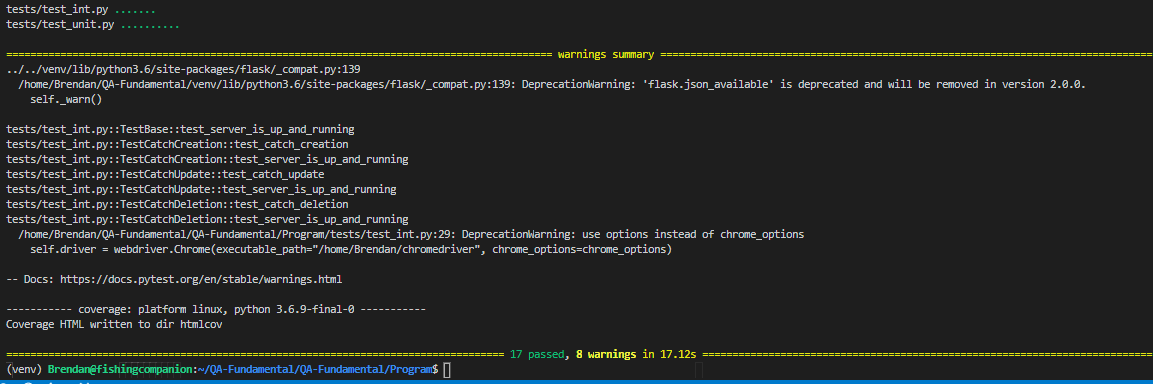 tests/test_int.py .......
tests/test_unit.py ..........
============================== warnings summary ==============================
../../venv/lib/python3.6/site-packages/flask/_compat.py:139
/home/Brendan/QA-Fundamental/venv/lib/python3.6/site-packages/flask/_compat.py:139: DeprecationWarning: 'flask.json_available' is deprecated and will be removed in version 2.0.0.
self._warn()
tests/test_int.py::TestBase::test_server_is_up_and_running
tests/test_int.py::TestCatchCreation::test_catch_creation
tests/test_int.py::TestCatchCreation::test_server_is_up_and_running
tests/test_int.py::TestCatchUpdate::test_catch_update
tests/test_int.py::TestCatchUpdate::test_server_is_up_and_running
tests/test_int.py::TestCatchDeletion::test_catch_deletion
tests/test_int.py::TestCatchDeletion::test_server_is_up_and_running
/home/Brendan/QA-Fundamental/QA-Fundamental/Program/tests/test_int.py:29: DeprecationWarning: use options instead of chrome_options
self.driver = webdriver.Chrome(executable_path="/home/Brendan/chromedriver", chrome_options=chrome_options)
-- Docs: https://docs.pytest.org/en/stable/warnings.html
----------- coverage: platform linux, python 3.6.9-final-0 -----------
Coverage HTML written to dir htmlcov
============================== 17 passed, 8 warnings in 17.12s ==============================
(venv) Brendan@fishingcompanion:~/QA-Fundamental/QA-Fundamental/Program$